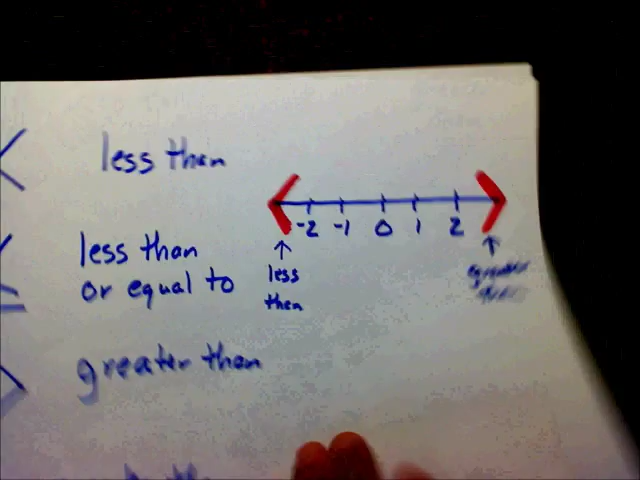 < less than
-2 -1 0 1 2
less than
or equal to
↑ ↑
less
then
greater than